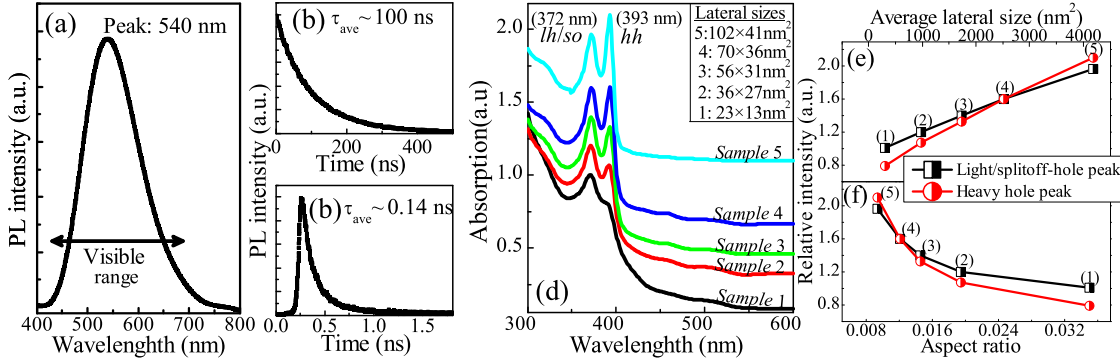 (a)
Peak: 540 nm
Visible
range
PL intensity (a.u.)
400 500 600 700 800
Wavelenghth (nm)
(b) τave~ 100 ns
0 200 400
Time (ns)
(b) τave~ 0.14 ns
PL intensity (a.u.)
0.0 0.5 1.0 1.5
Time (ns)
(372 nm) (393 nm)
lh/so hh
Lateral sizes
5:102×41nm²
4: 70×36nm²
3: 56×31nm²
2: 36×27nm²
1: 23×13nm²
Sample 5
Sample 4
Sample 3
Sample 2
Sample 1
(d)
Absorption(a.u)
2.0
1.5
1.0
0.5
300 400 500 600
Wavelenghth (nm)
Average lateral size (nm²)
0 1000 2000 3000 4000
(e)
(1) (2) (3) (4) (5)
2.0
1.6
1.2
0.8
Relative intensity (a.u.)
Light/splitoff-hole peak
Heavy hole peak
(f)
(5)
(4)
(3)
(2)
(1)
2.0
1.6
1.2
0.8
0.008 0.016 0.024 0.032
Aspect ratio